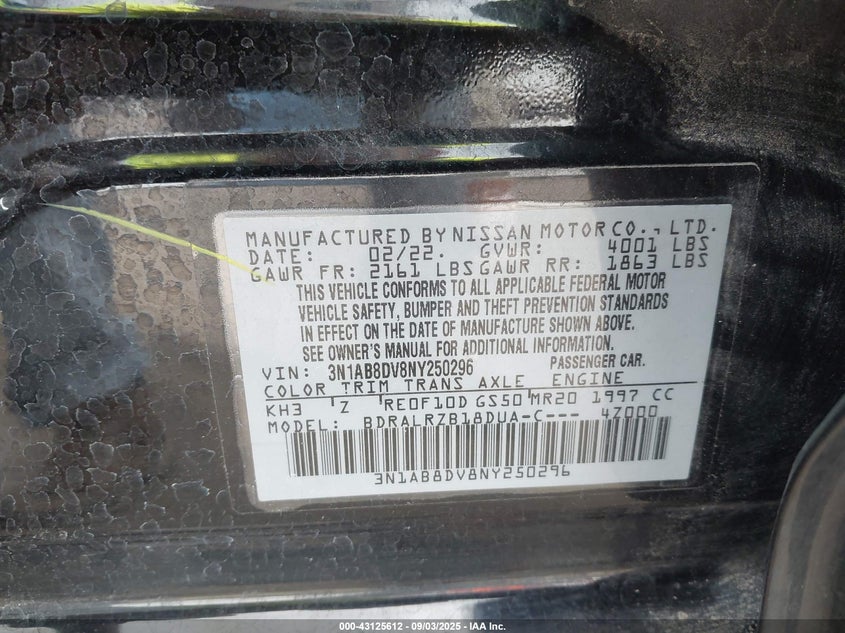 MANUFACTURED BY NISSAN MOTOR CO., LTD.
DATE: 02/22. GVWR: 4001 LBS
GAWR FR: 2161 LBS GAWR RR: 1863 LBS
THIS VEHICLE CONFORMS TO ALL APPLICABLE FEDERAL MOTOR
VEHICLE SAFETY, BUMPER AND THEFT PREVENTION STANDARDS
IN EFFECT ON THE DATE OF MANUFACTURE SHOWN ABOVE.
SEE OWNER'S MANUAL FOR ADDITIONAL INFORMATION.
VIN: 3N1AB8DV8NY250296 PASSENGER CAR.
COLOR TRIM TRANS AXLE ENGINE
KH3 Z RE0F10D GS50 MR20 1997 CC
MODEL: BDRALRZB18DUA-C--- 4Z000
3N1AB8DV8NY250296
000-43125612 - 09/03/2025 - IAA Inc.